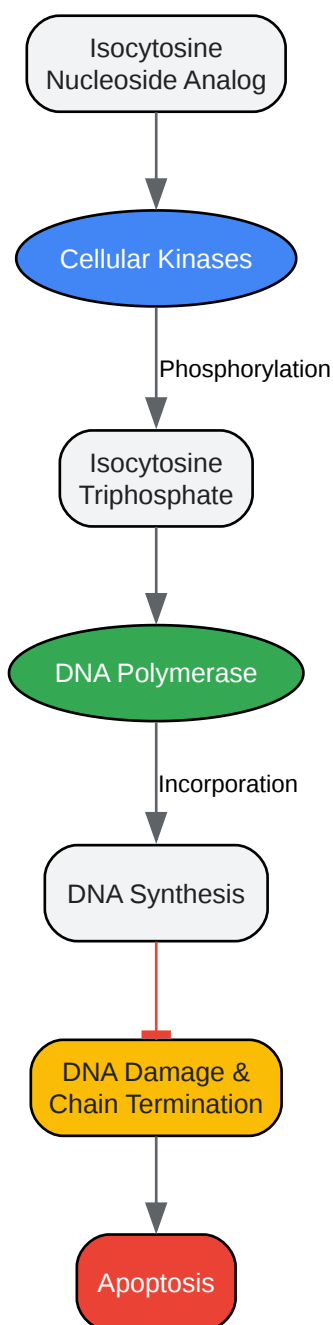 Isocytosine
Nucleoside Analog
Cellular Kinases
Phosphorylation
Isocytosine
Triphosphate
DNA Polymerase
Incorporation
DNA Synthesis
DNA Damage &
Chain Termination
Apoptosis